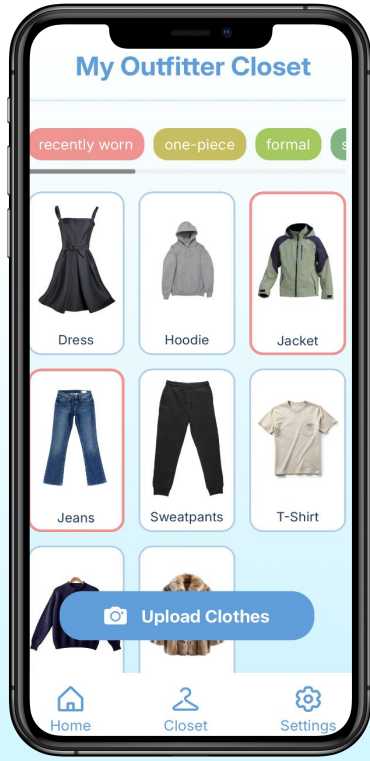 My Outfitter Closet
recently worn one-piece formal s
Dress Hoodie Jacket
Jeans Sweatpants T-Shirt
Upload Clothes
Home Closet Settings